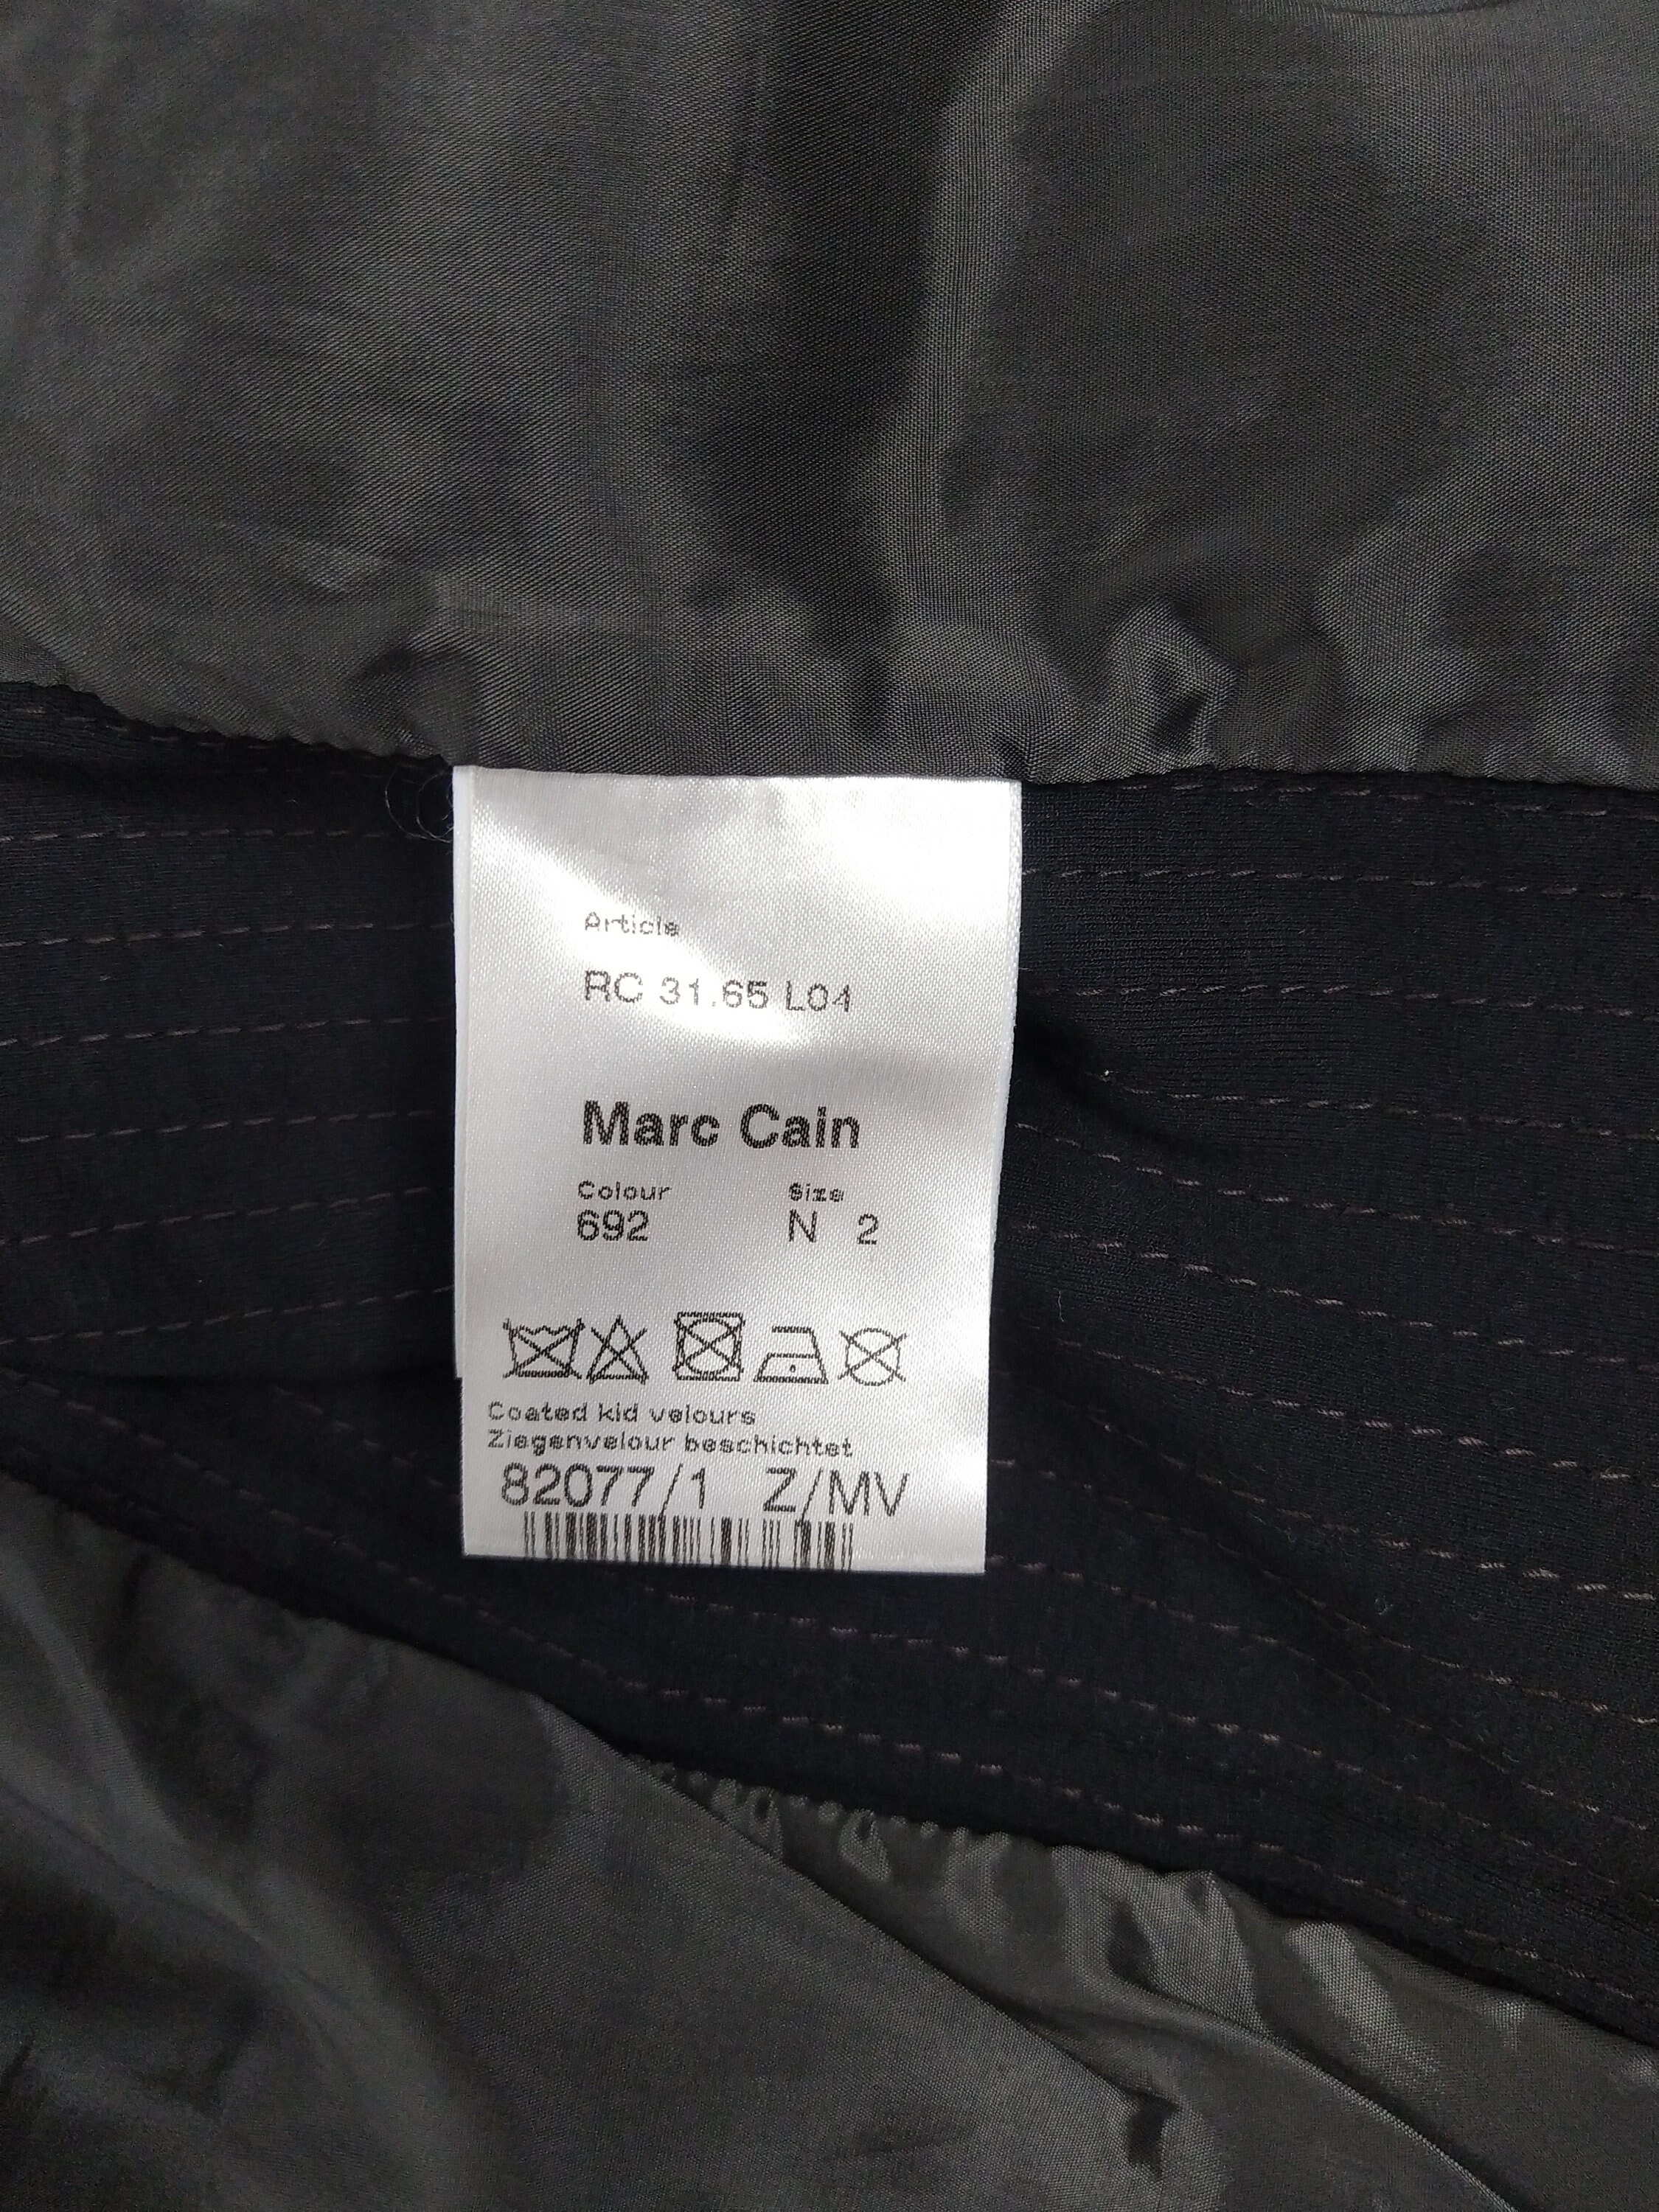 Article
RC 31.65 L04
Marc Cain
Colour Size
692 N 2
Coated kid velours
Ziegenvelour beschichtet
82077/1 Z/MV